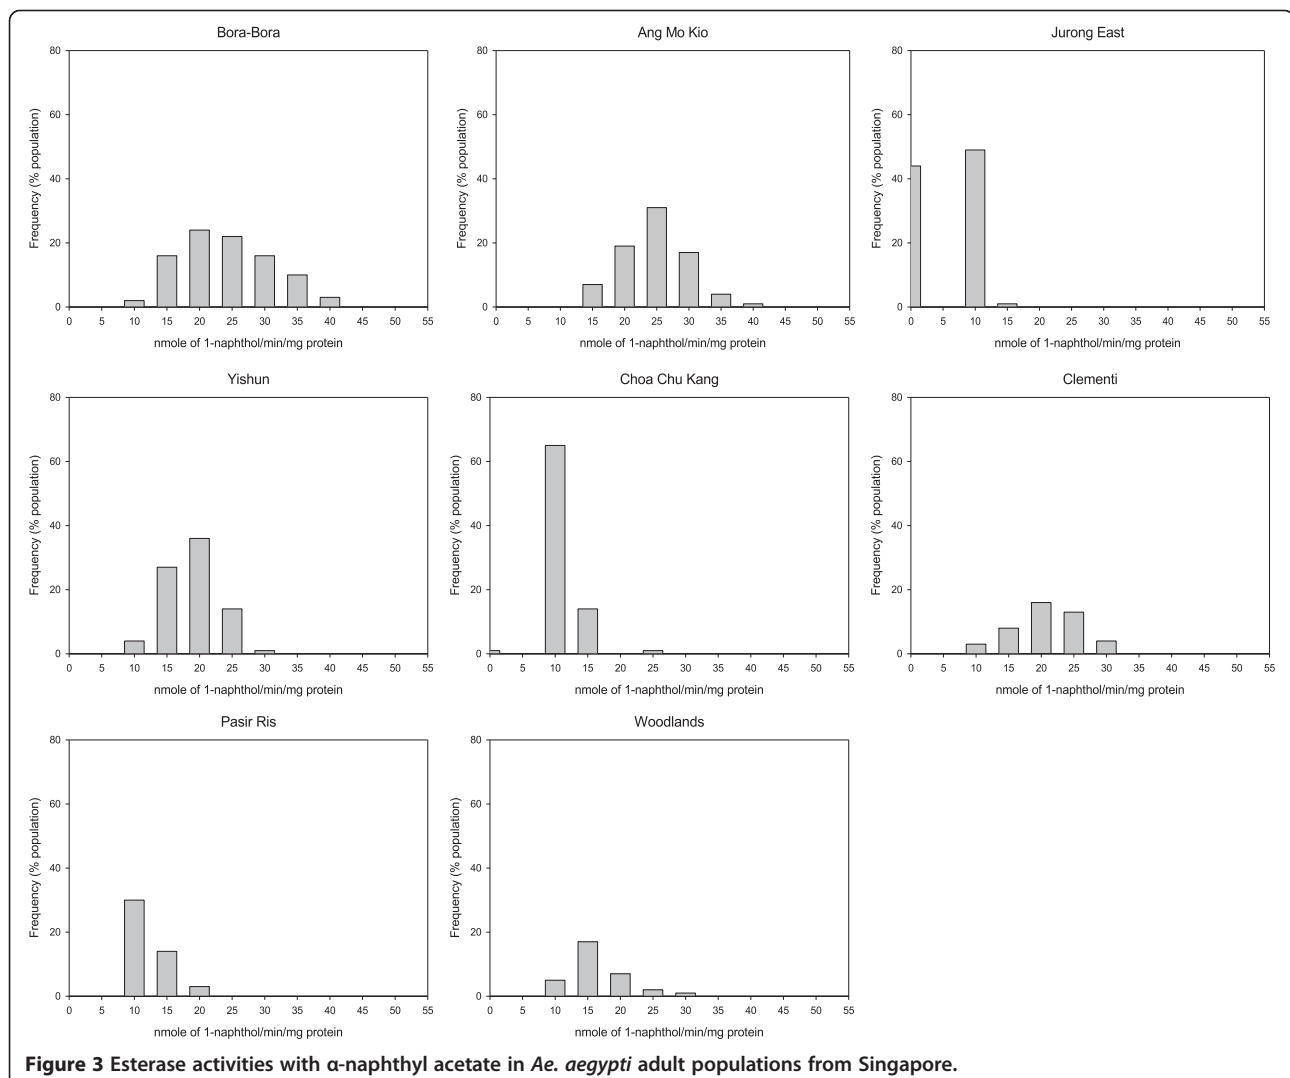 Bora-Bora
Frequency (% population)
80
60
40
20
0
0 5 10 15 20 25 30 35 40 45 50 55
nmole of 1-naphthol/min/mg protein
Ang Mo Kio
Frequency (% population)
80
60
40
20
0
0 5 10 15 20 25 30 35 40 45 50 55
nmole of 1-naphthol/min/mg protein
Jurong East
Frequency (% population)
80
60
40
20
0
0 5 10 15 20 25 30 35 40 45 50 55
nmole of 1-naphthol/min/mg protein
Yishun
Frequency (% population)
80
60
40
20
0
0 5 10 15 20 25 30 35 40 45 50 55
nmole of 1-naphthol/min/mg protein
Choa Chu Kang
Frequency (% population)
80
60
40
20
0
0 5 10 15 20 25 30 35 40 45 50 55
nmole of 1-naphthol/min/mg protein
Clementi
Frequency (% population)
80
60
40
20
0
0 5 10 15 20 25 30 35 40 45 50 55
nmole of 1-naphthol/min/mg protein
Pasir Ris
Frequency (% population)
80
60
40
20
0
0 5 10 15 20 25 30 35 40 45 50 55
nmole of 1-naphthol/min/mg protein
Woodlands
Frequency (% population)
80
60
40
20
0
0 5 10 15 20 25 30 35 40 45 50 55
nmole of 1-naphthol/min/mg protein
Figure 3 Esterase activities with α-naphthyl acetate in Ae. aegypti adult populations from Singapore.